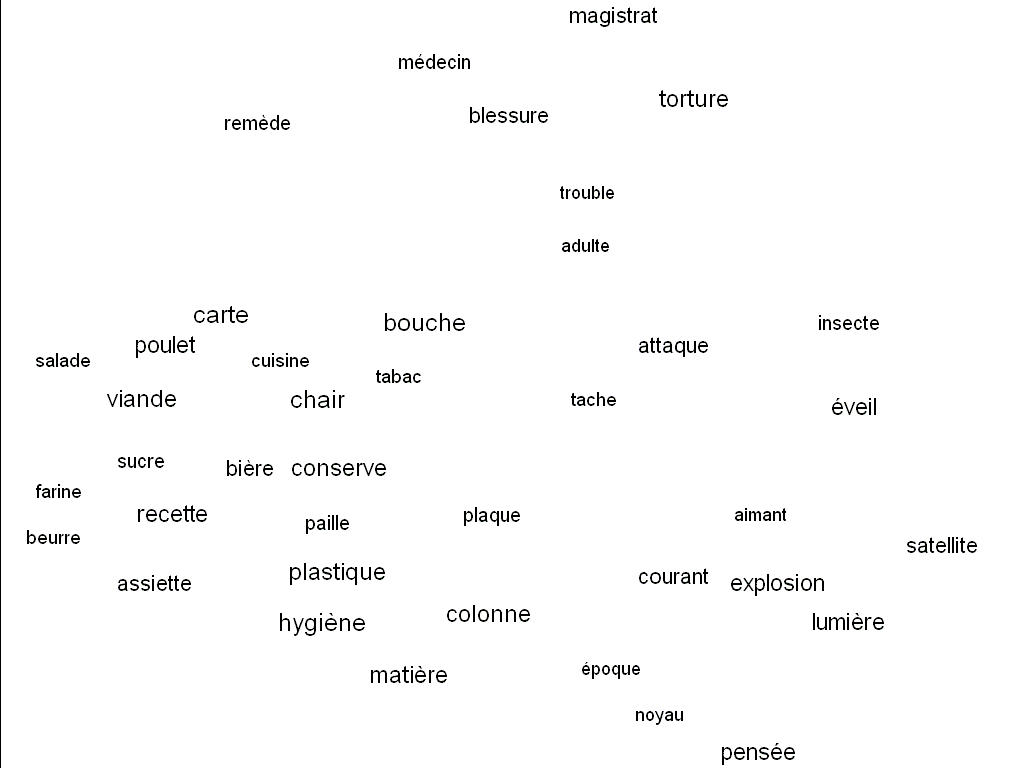 magistrat
médecin
torture
blessure
remède
trouble
adulte
carte
bouche
insecte
poulet
attaque
salade
cuisine
tabac
viande
chair
tache
éveil
sucre
bière
conserve
farine
recette
paille
plaque
aimant
beurre
satellite
assiette
plastique
courant
explosion
hygiène
colonne
lumière
matière
époque
noyau
pensée